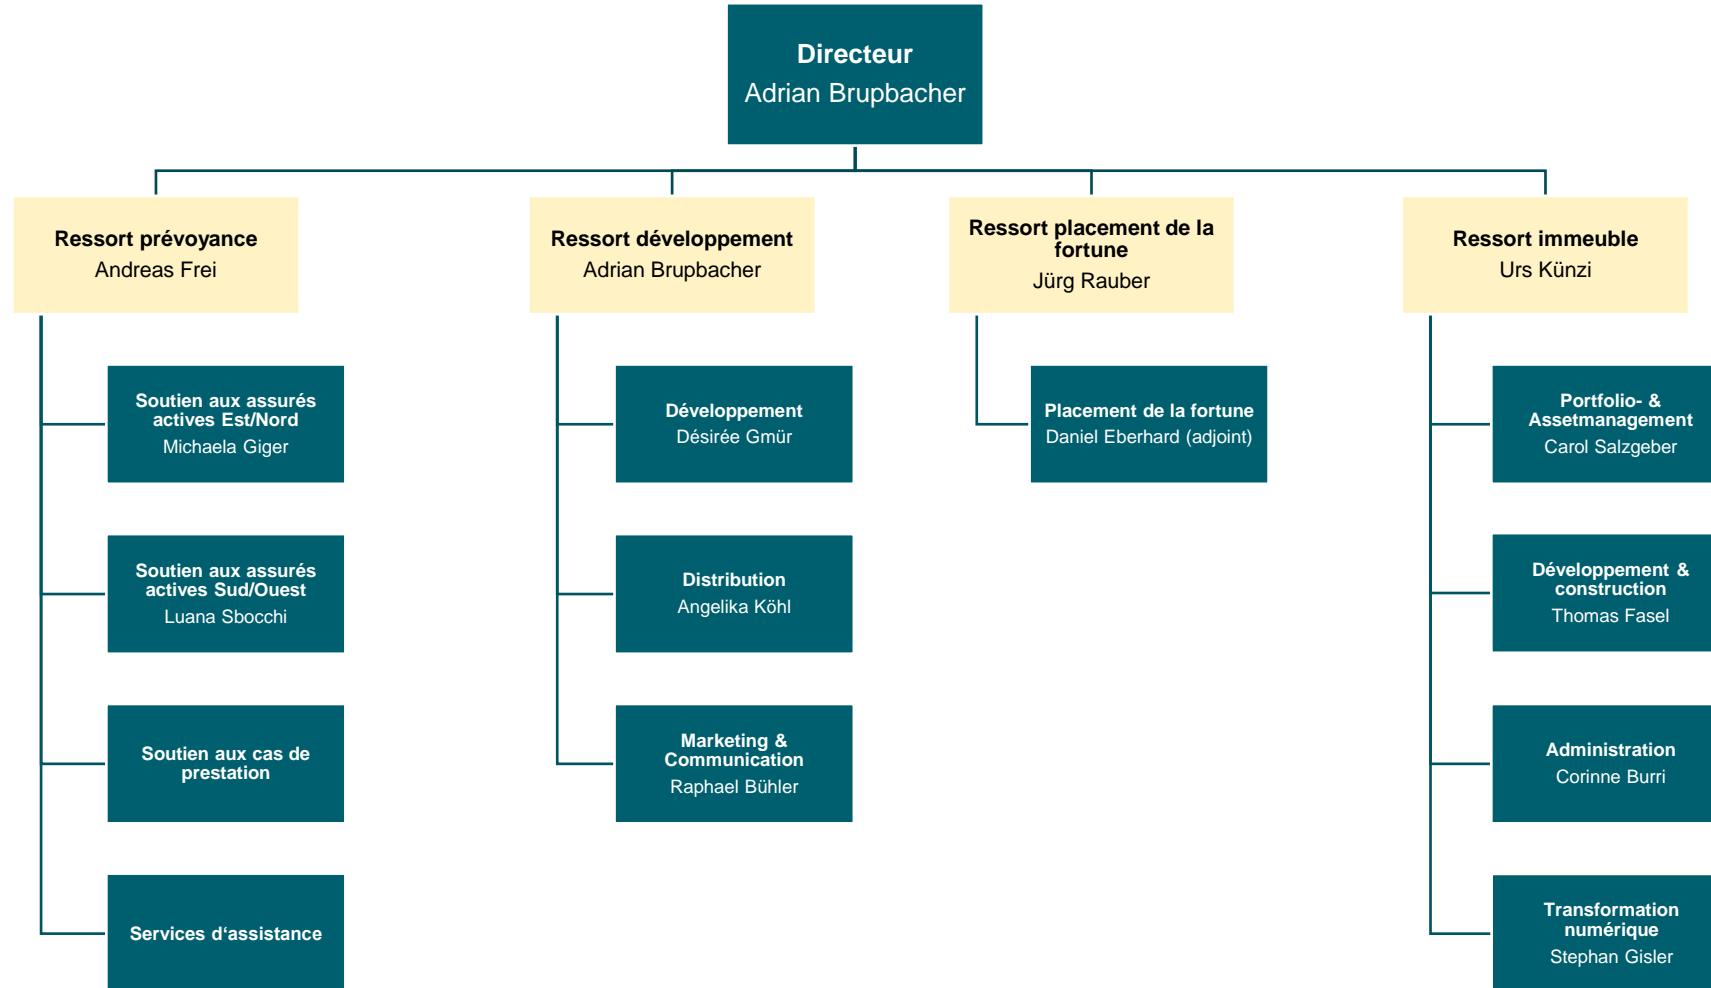 Directeur
Adrian Brupbacher
Ressort prévoyance
Andreas Frei
Soutien aux assurés
actives Est/Nord
Michaela Giger
Soutien aux assurés
actives Sud/Ouest
Luana Sbocchi
Soutien aux cas de
prestation
Services d‘assistance
Ressort développement
Adrian Brupbacher
Développement
Désirée Gmür
Distribution
Angelika Köhl
Marketing &
Communication
Raphael Bühler
Ressort placement de la
fortune
Jürg Rauber
Placement de la fortune
Daniel Eberhard (adjoint)
Ressort immeuble
Urs Künzi
Portfolio- &
Assetmanagement
Carol Salzgeber
Développement &
construction
Thomas Fasel
Administration
Corinne Burri
Transformation
numérique
Stephan Gisler